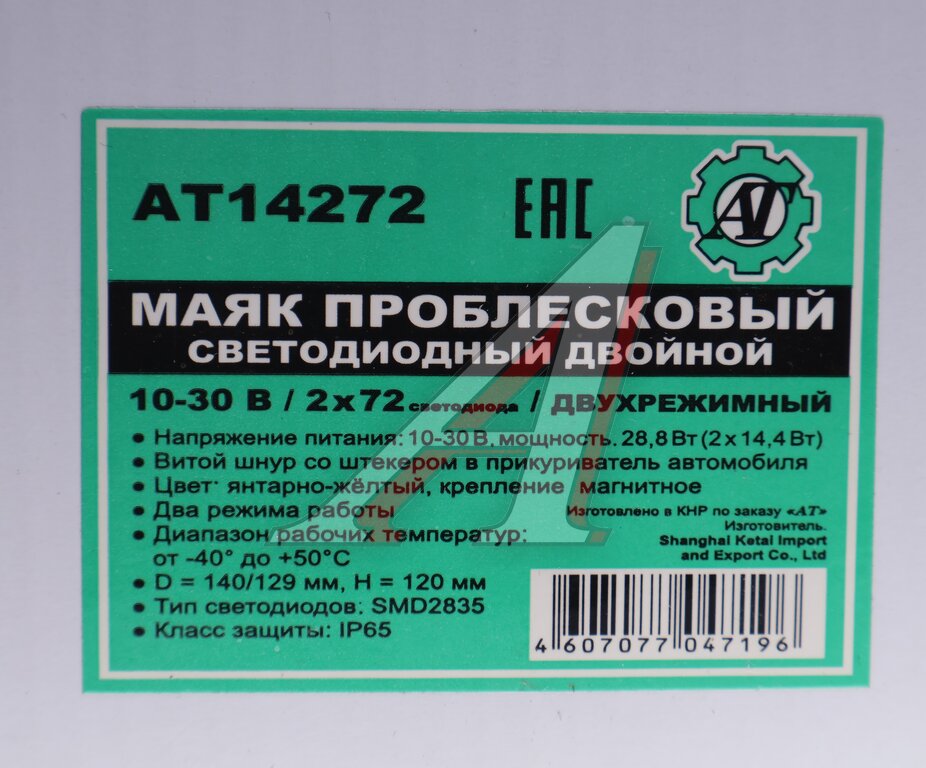 AT14272
EAC
AT
МАЯК ПРОБЛЕСКОВЫЙ
СВЕТОДИОДНЫЙ ДВОЙНОЙ
10-30 В / 2х72 светодиода / ДВУХРЕЖИМНЫЙ
• Напряжение питания: 10-30 В, мощность. 28,8 Вт (2 х 14,4 Вт)
• Витой шнур со штекером в прикуриватель автомобиля
• Цвет: янтарно-жёлтый, крепление магнитное
• Два режима работы
• Диапазон рабочих температур:
от -40° до +50°С
• D = 140/129 мм, H = 120 мм
• Тип светодиодов: SMD2835
• Класс защиты: IP65
Изготовлено в КНР по заказу «АТ»
Изготовитель.
Shanghai Ketal Import
and Export Co., Ltd
4 607077 047196